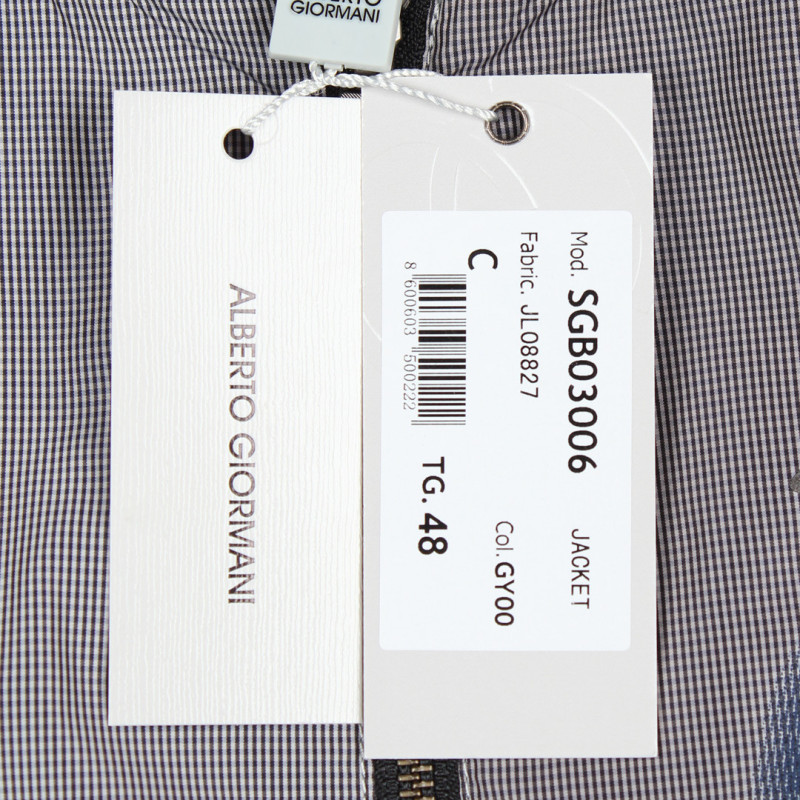 GIORMANI
ALBERTO GIORMANI
Mod. SGB03006 JACKET
Fabric. JL08827
Col. GY00
C
8 600603 500222
TG. 48